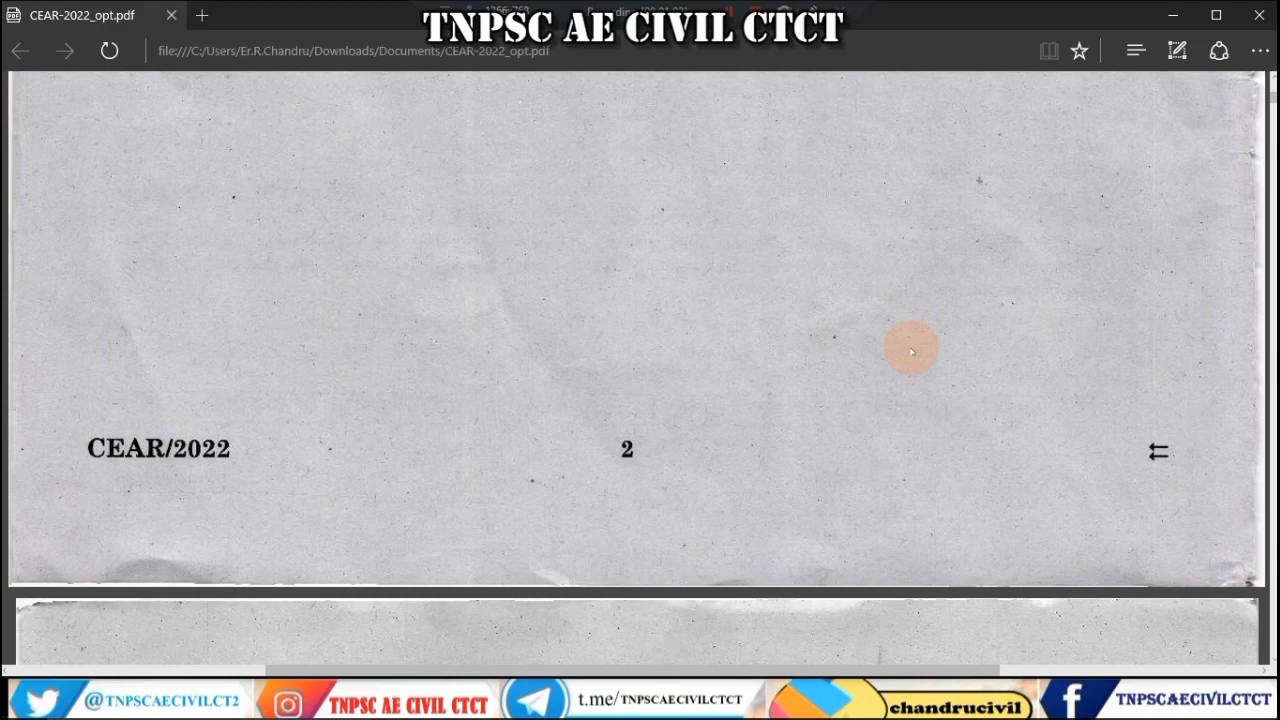 CEAR-2022_opt.pdf
TNPSC AE CIVIL CTCT
file:///C:/Users/Er.R.Chandru/Downloads/Documents/CEAR-2022_opt.pdf
CEAR/2022 2
@TNPSCAECIVILCT2 TNPSC AE CIVIL CTCT t.me/TNPSCAECIVILCTCT chandrucivil TNPSCAECIVILCTCT